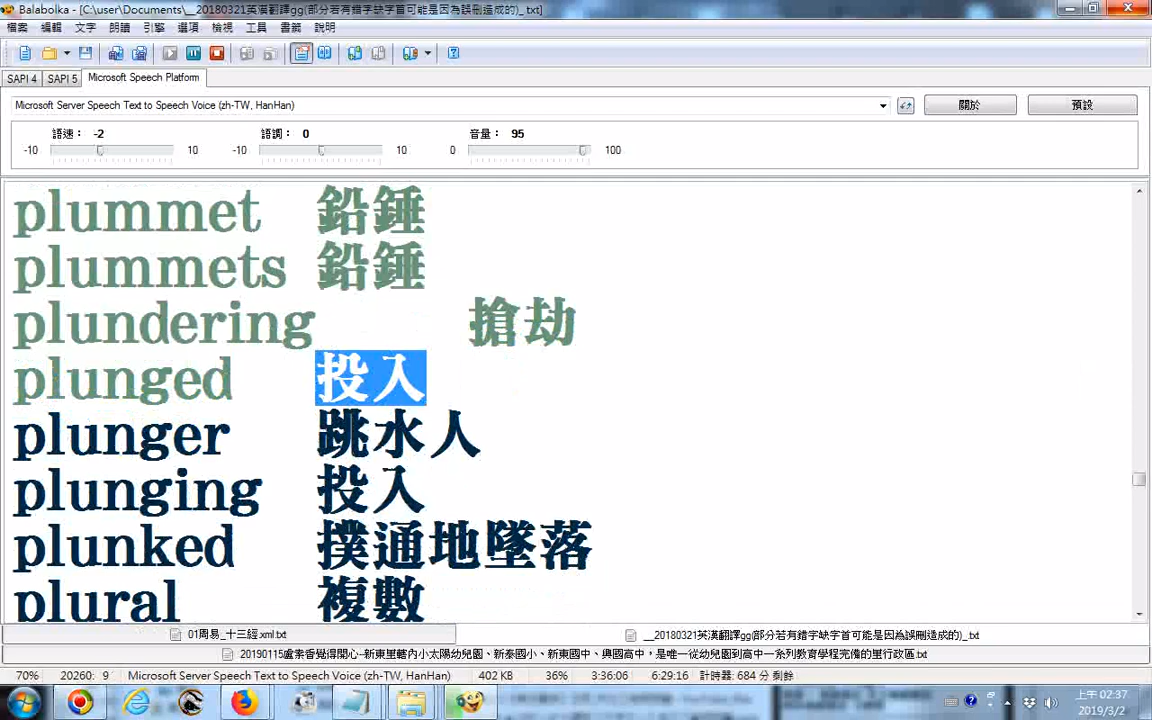 Balabolka - [C:\user\Documents\__20180321英漢翻譯gg(部分若有錯字缺字首可能是因為誤刪造成的)_.txt]
檔案 編輯 文字 朗讀 引擎 選項 檢視 工具 書籤 說明
SAPI 4 SAPI 5 Microsoft Speech Platform
Microsoft Server Speech Text to Speech Voice (zh-TW, HanHan) 關於 預設
語速： -2 語調： 0 音量： 95
-10 10 -10 10 0 100
plummet 鉛錘
plummets 鉛錘
plundering 搶劫
plunged 投入
plunger 跳水人
plunging 投入
plunked 撲通地墜落
plural 複數
01周易_十三經.xml.txt __20180321英漢翻譯gg(部分若有錯字缺字首可能是因為誤刪造成的)_.txt
20190115盧素香覺得開心-新東里轄內小太陽幼兒園、新泰國小、新東國中、興國高中，是唯一從幼兒園到高中一系列教育學程完備的里行政區.txt
70% 20260: 9 Microsoft Server Speech Text to Speech Voice (zh-TW, HanHan) 402 KB 36% 3:36:06 6:29:16 計時器: 684 分 剩餘
上午 02:37
2019/3/2